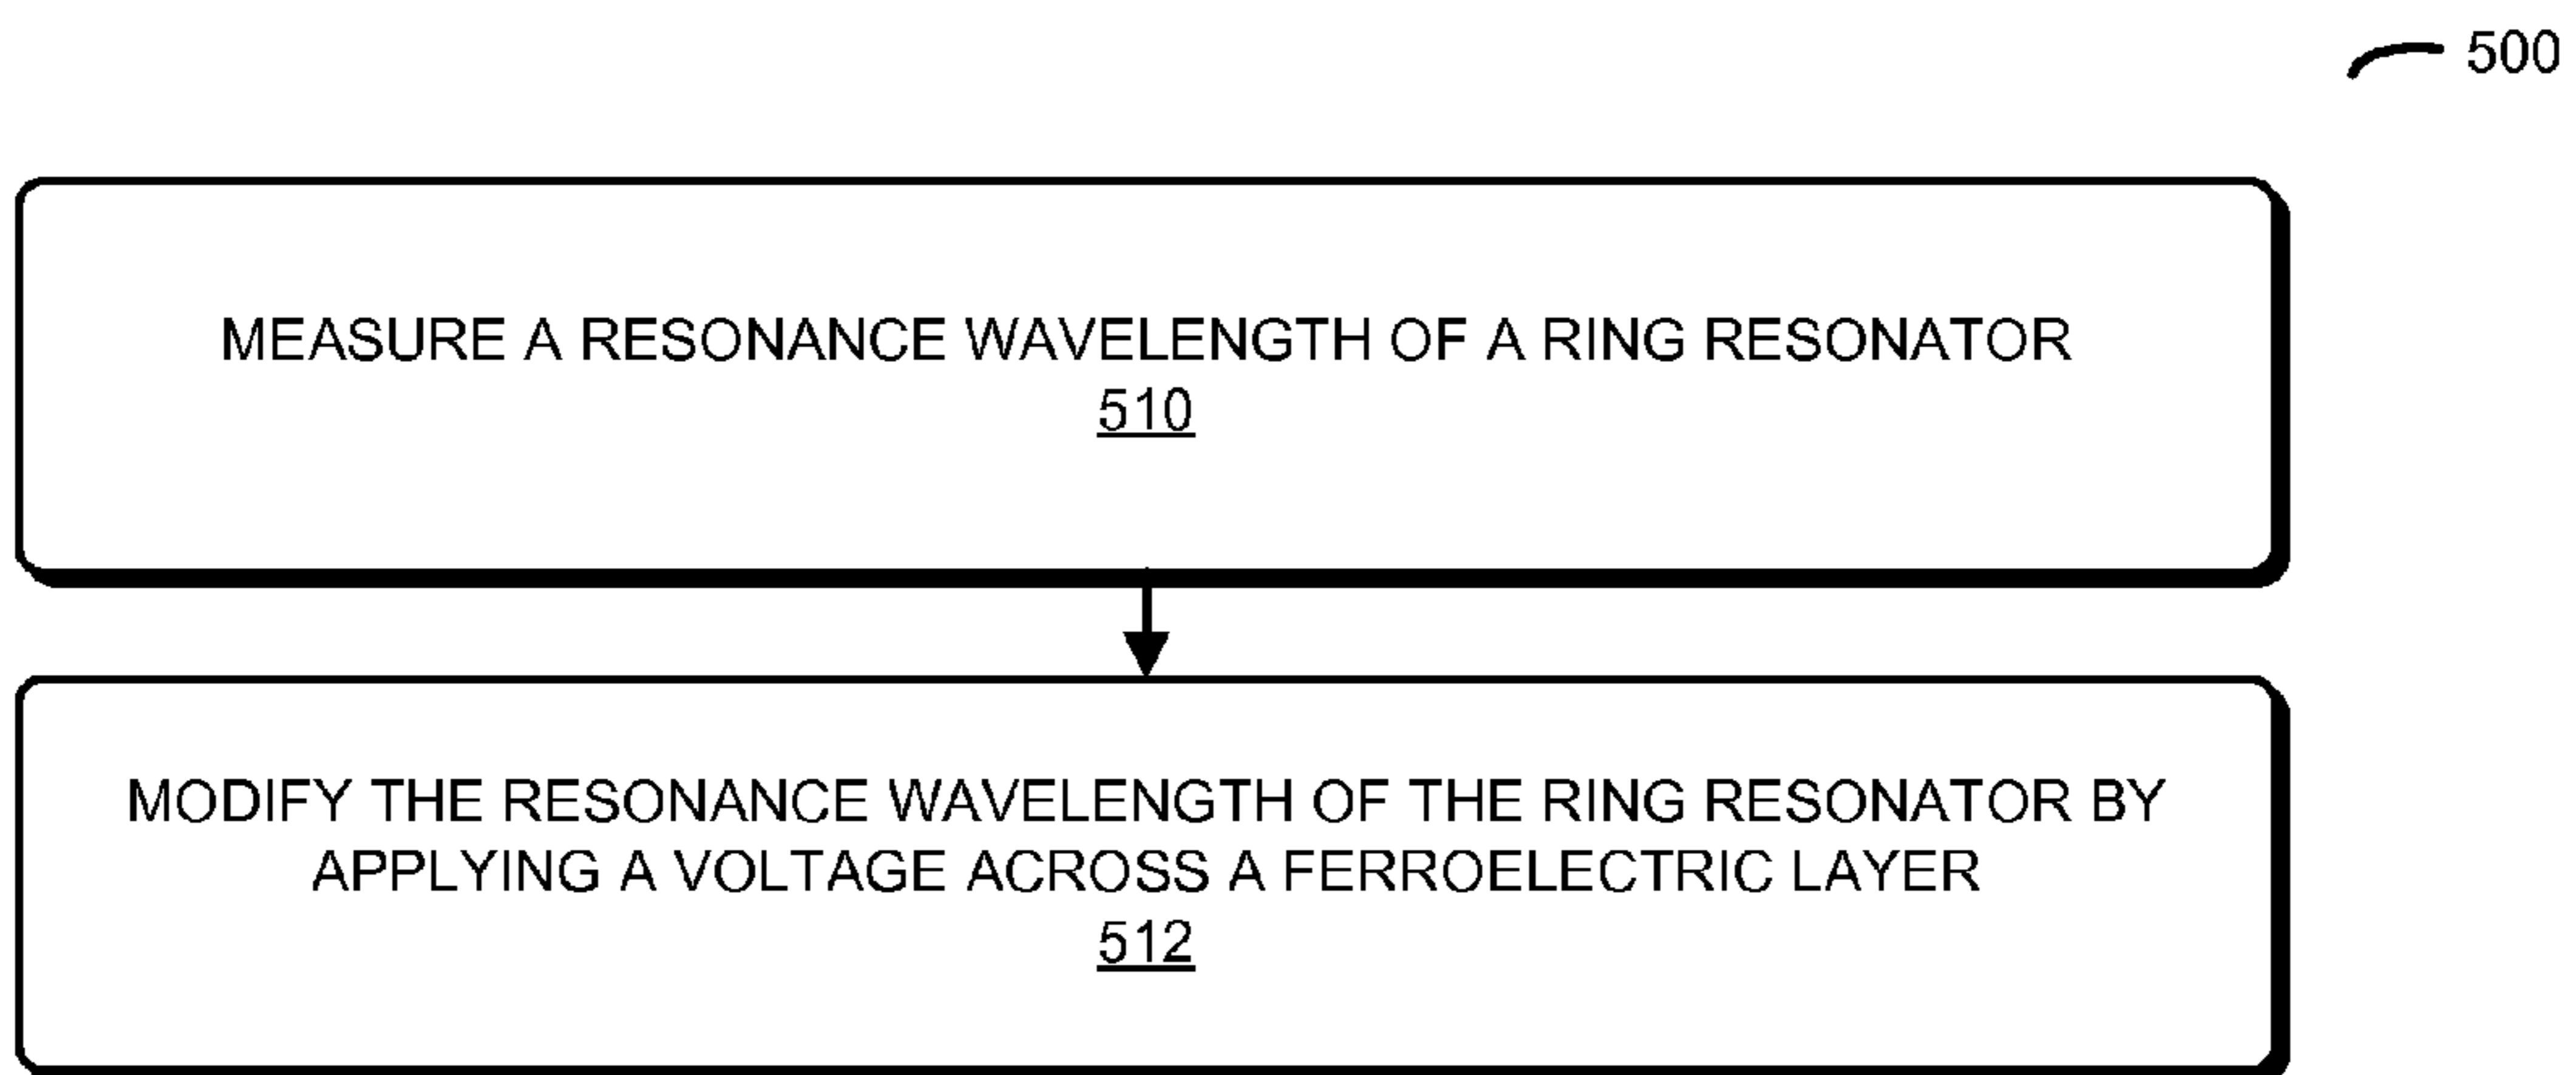 500
MEASURE A RESONANCE WAVELENGTH OF A RING RESONATOR
510
MODIFY THE RESONANCE WAVELENGTH OF THE RING RESONATOR BY
APPLYING A VOLTAGE ACROSS A FERROELECTRIC LAYER
512